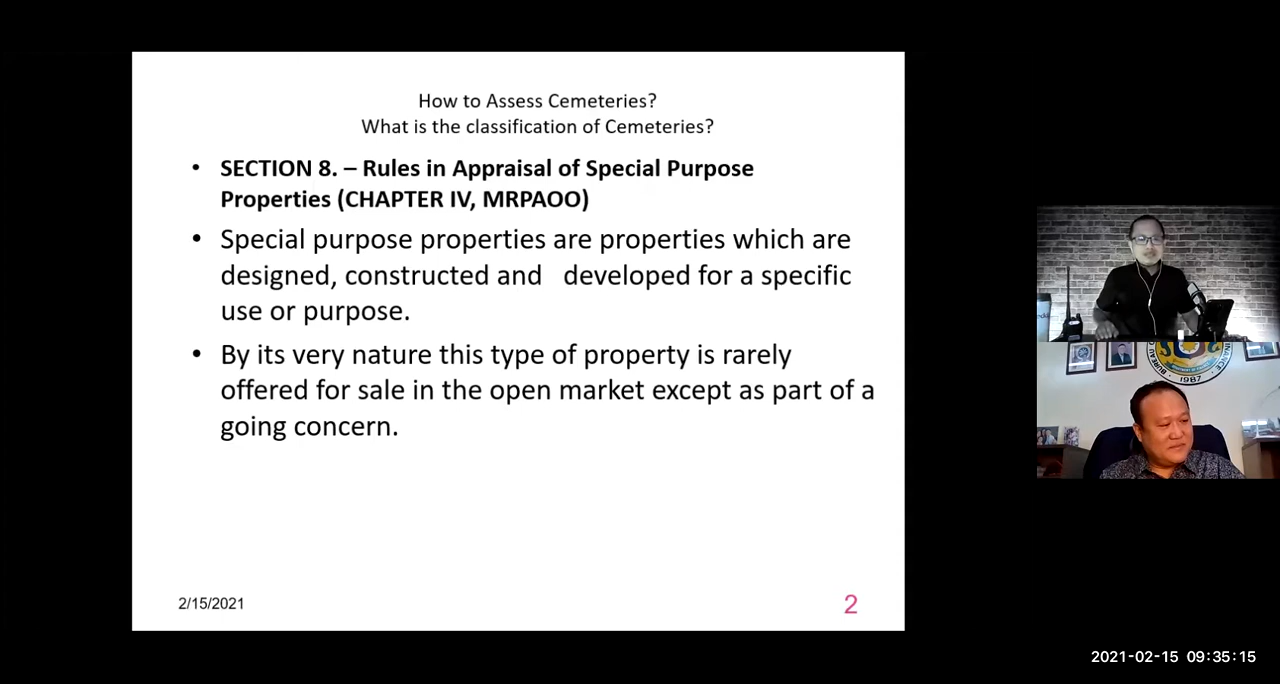 How to Assess Cemeteries?
What is the classification of Cemeteries?
• SECTION 8. – Rules in Appraisal of Special Purpose
Properties (CHAPTER IV, MRPAOO)
• Special purpose properties are properties which are
designed, constructed and   developed for a specific
use or purpose.
• By its very nature this type of property is rarely
offered for sale in the open market except as part of a
going concern.
2/15/2021
2
BUREAU
FINANCE
1987
2021-02-15 09:35:15